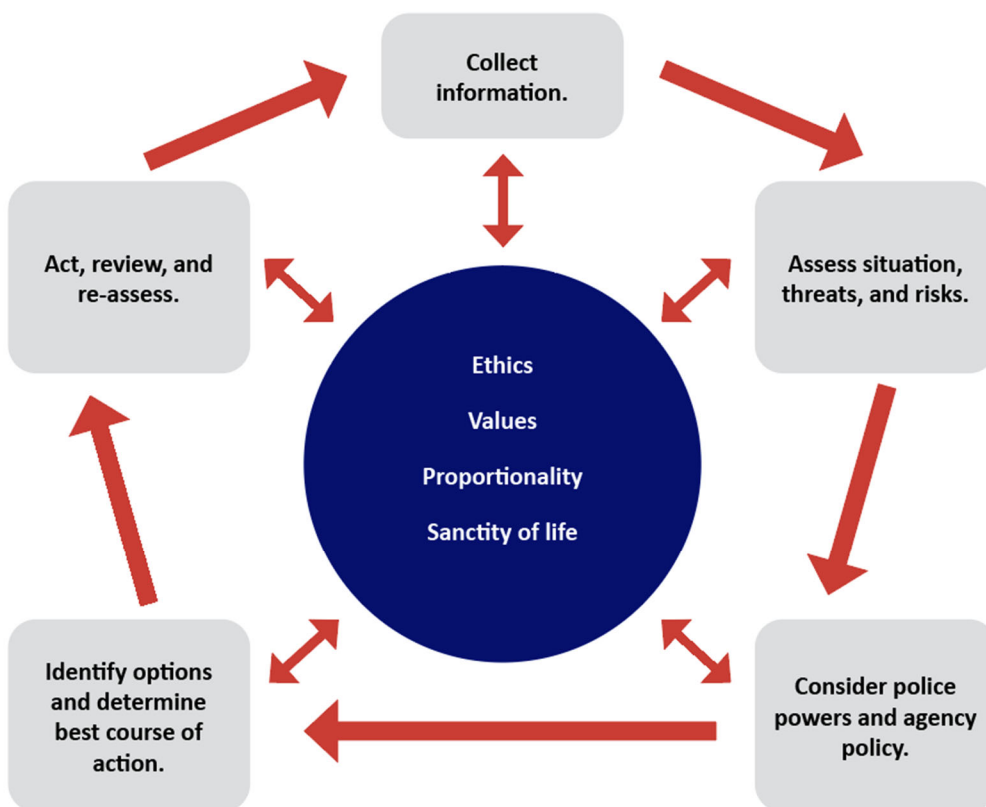 Collect
information.
Assess situation,
threats, and risks.
Consider police
powers and agency
policy.
Identify options
and determine
best course of
action.
Act, review, and
re-assess.
Ethics
Values
Proportionality
Sanctity of life